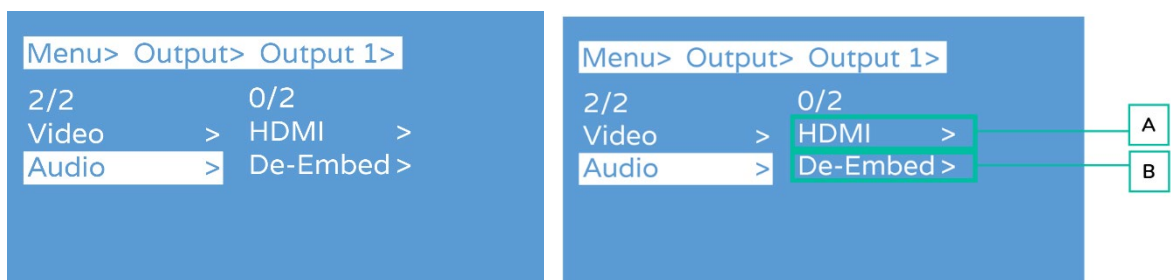 Menu> Output> Output 1>
2/2 0/2
Video > HDMI >
Audio > De-Embed >
Menu> Output> Output 1>
2/2 0/2
Video > HDMI >
Audio > De-Embed >
A
B